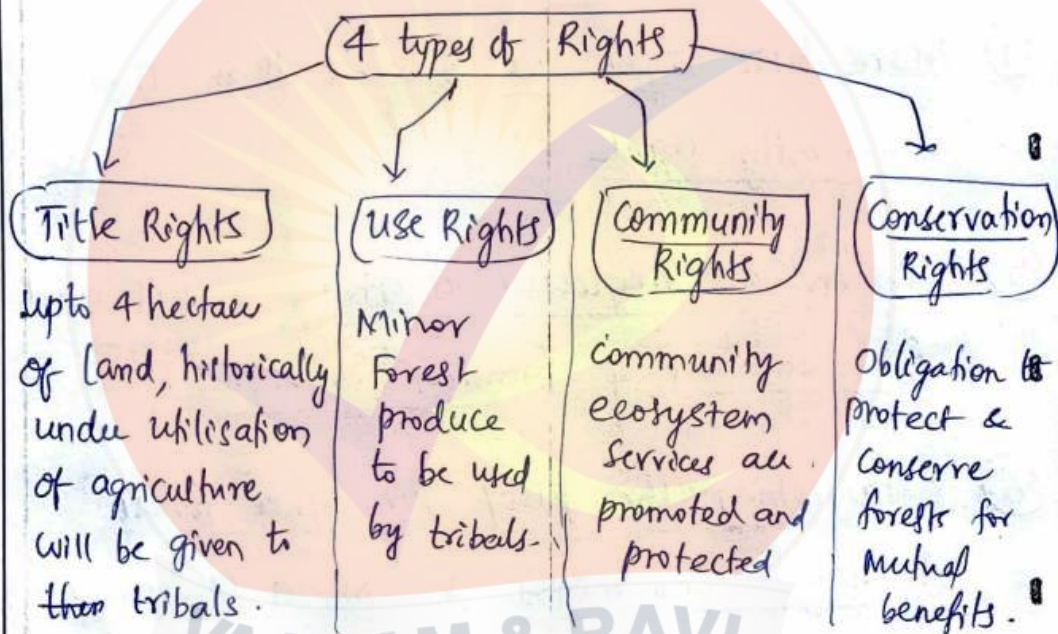 4 types of Rights
Title Rights
upto 4 hectare
of land, historically
under utilisation
of agriculture
will be given to
tribals.
Use Rights
Minor
Forest
produce
to be used
by tribals.
Community
Rights
community
ecosystem
services are
promoted and
protected
Conservation
Rights
Obligation to
protect &
conserve
forests for
mutual
benefits.
& RAVI